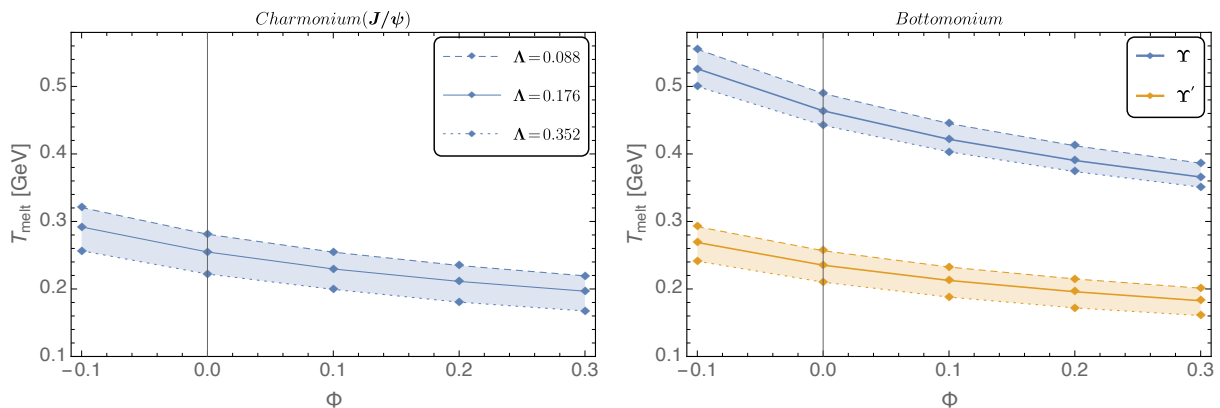 Charmonium(J/ψ)
T_melt [GeV]
0.5
0.4
0.3
0.2
0.1
−0.1 0.0 0.1 0.2 0.3
Φ
Λ=0.088
Λ=0.176
Λ=0.352
Bottomonium
T_melt [GeV]
0.5
0.4
0.3
0.2
0.1
−0.1 0.0 0.1 0.2 0.3
Φ
ϒ
ϒ′